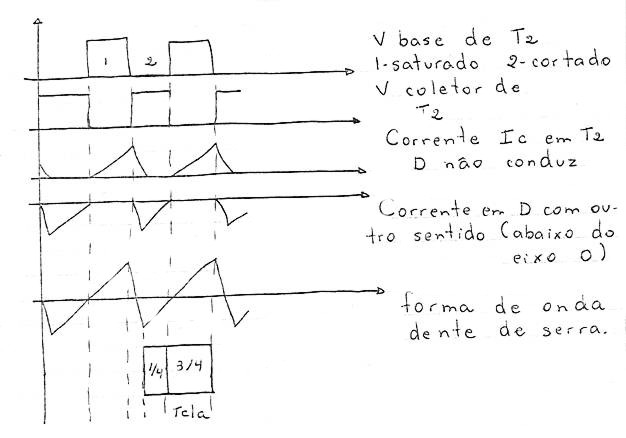 V base de T2
1-saturado 2-cortado
V coletor de
T2
Corrente Ic em T2
D não conduz
Corrente em D com ou-
tro sentido (abaixo do
eixo 0)
forma de onda
dente de serra.
1 2
1/4 3/4
Tela